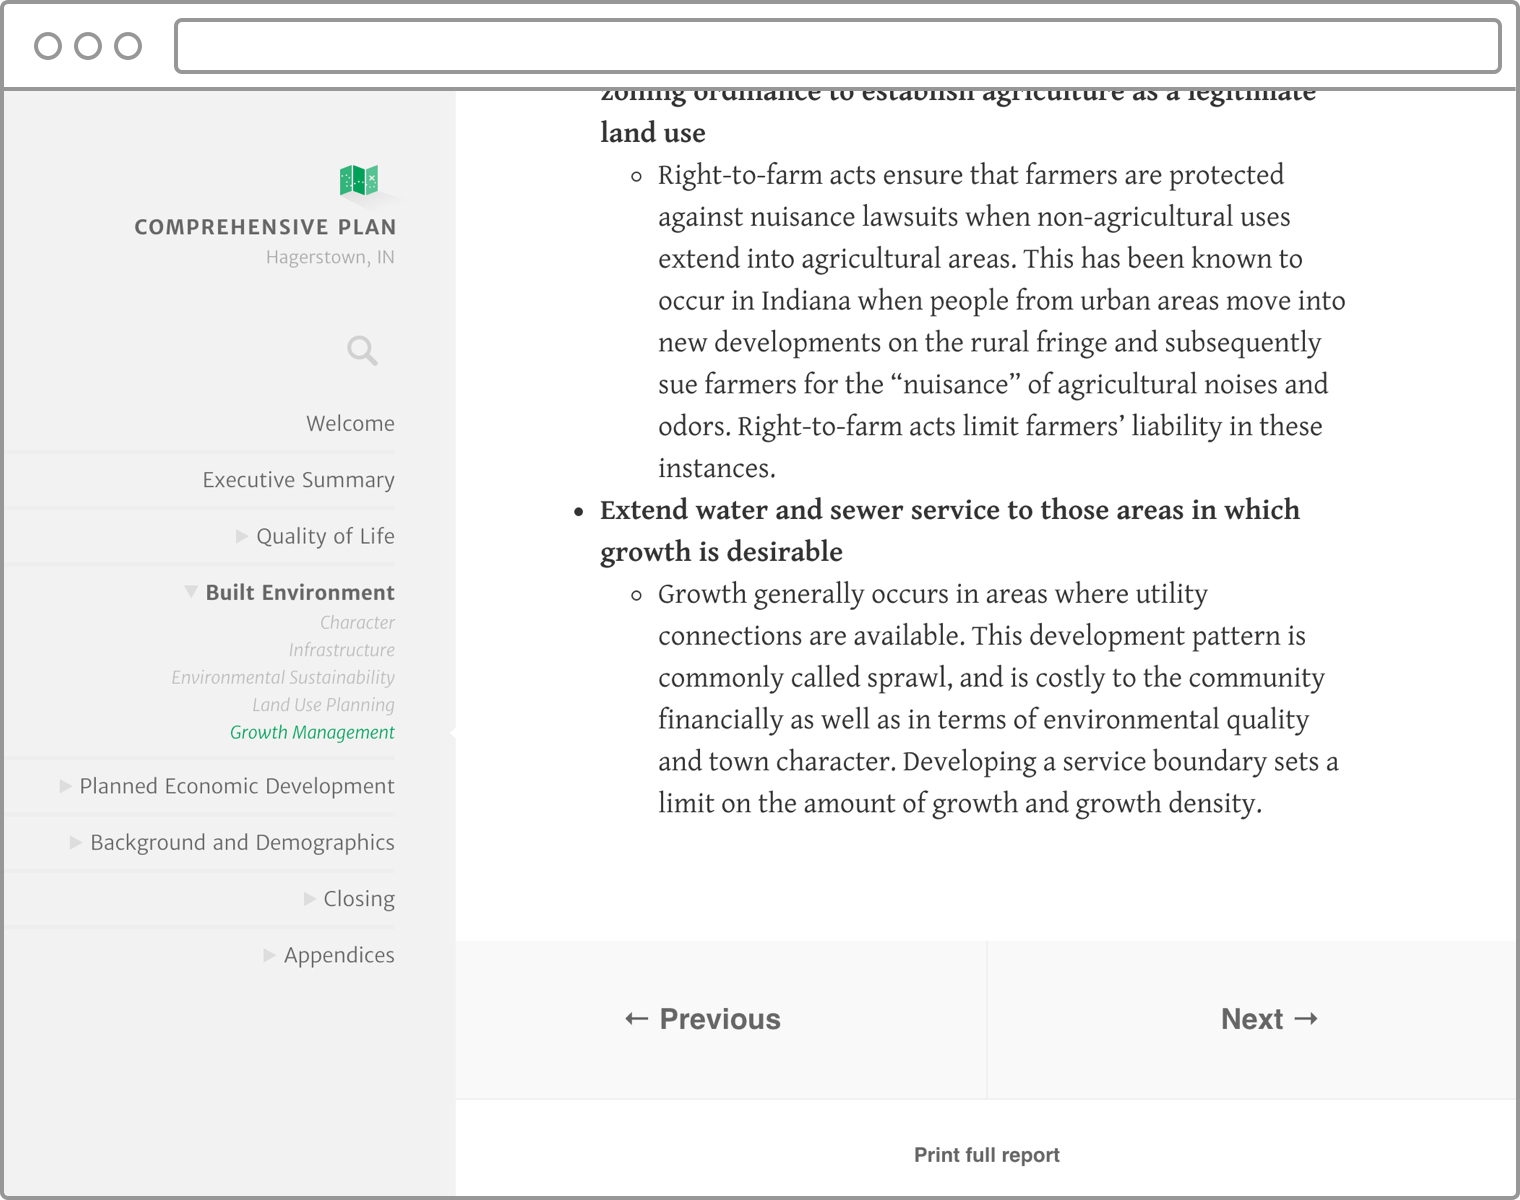 COMPREHENSIVE PLAN
Hagerstown, IN
Welcome
Executive Summary
▶ Quality of Life
▼ Built Environment
Character
Infrastructure
Environmental Sustainability
Land Use Planning
Growth Management
▶ Planned Economic Development
▶ Background and Demographics
▶ Closing
▶ Appendices
zoning ordinance to establish agriculture as a legitimate
land use
◦ Right-to-farm acts ensure that farmers are protected
against nuisance lawsuits when non-agricultural uses
extend into agricultural areas. This has been known to
occur in Indiana when people from urban areas move into
new developments on the rural fringe and subsequently
sue farmers for the “nuisance” of agricultural noises and
odors. Right-to-farm acts limit farmers’ liability in these
instances.
• Extend water and sewer service to those areas in which
growth is desirable
◦ Growth generally occurs in areas where utility
connections are available. This development pattern is
commonly called sprawl, and is costly to the community
financially as well as in terms of environmental quality
and town character. Developing a service boundary sets a
limit on the amount of growth and growth density.
← Previous
Next →
Print full report